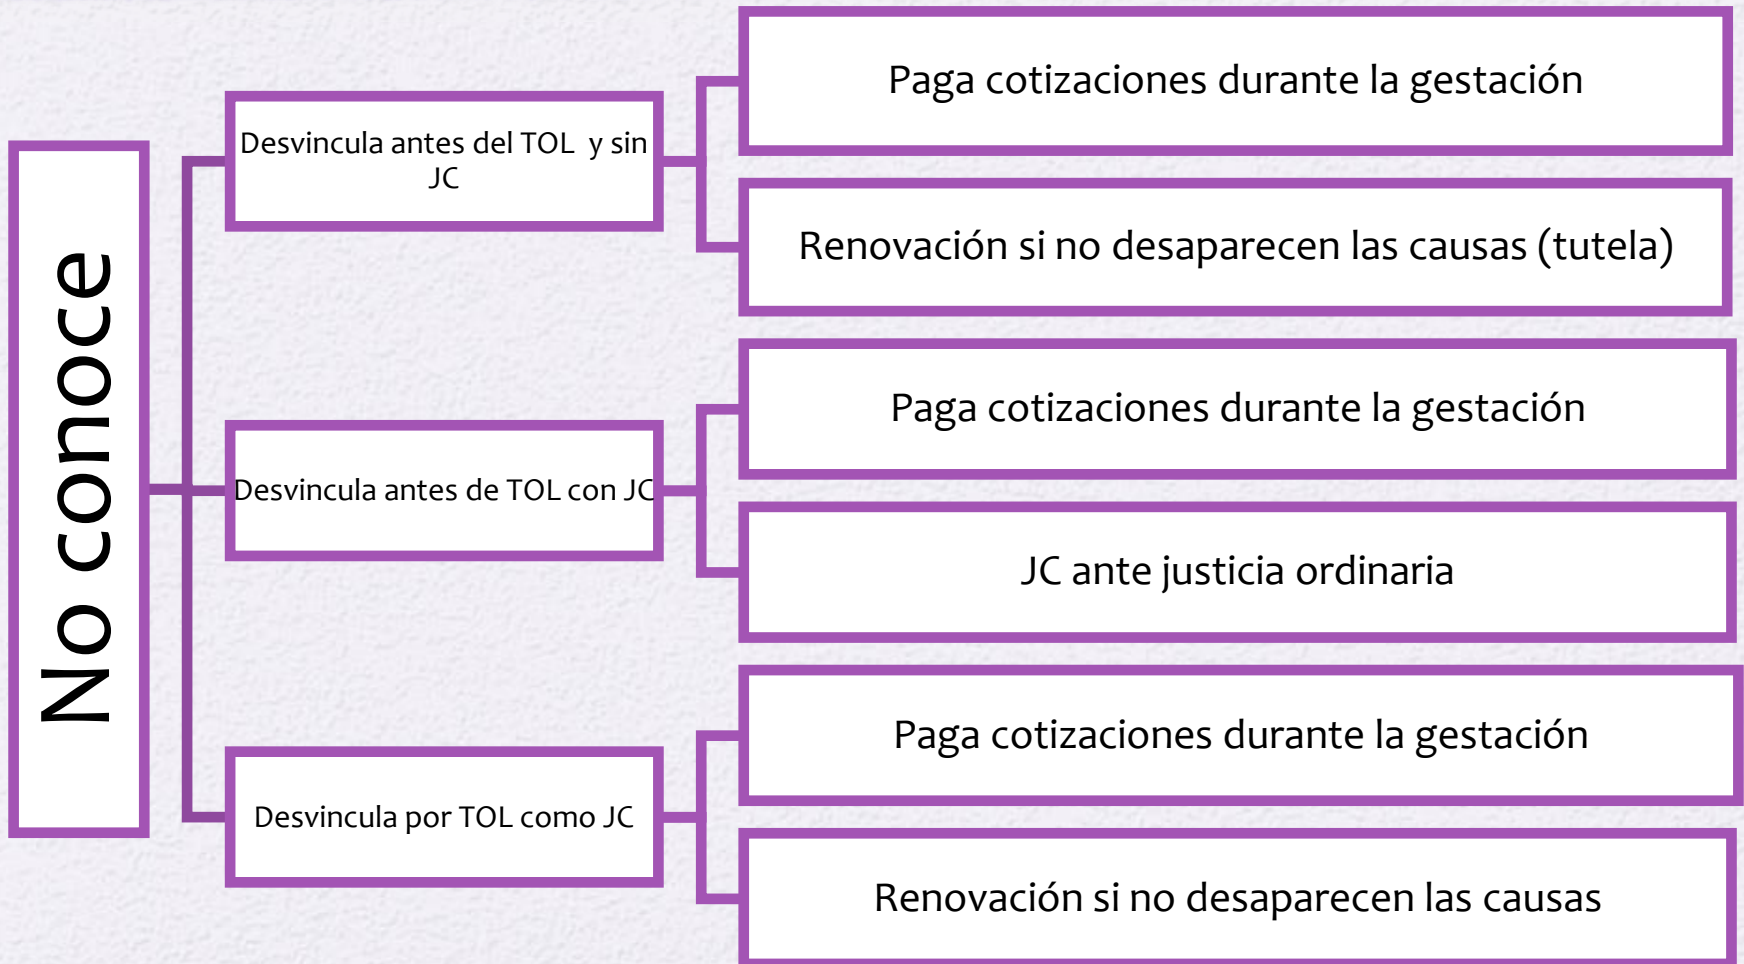 No conoce
Desvincula antes del TOL y sin
JC
Paga cotizaciones durante la gestación
Renovación si no desaparecen las causas (tutela)
Desvincula antes de TOL con JC
Paga cotizaciones durante la gestación
JC ante justicia ordinaria
Desvincula por TOL como JC
Paga cotizaciones durante la gestación
Renovación si no desaparecen las causas